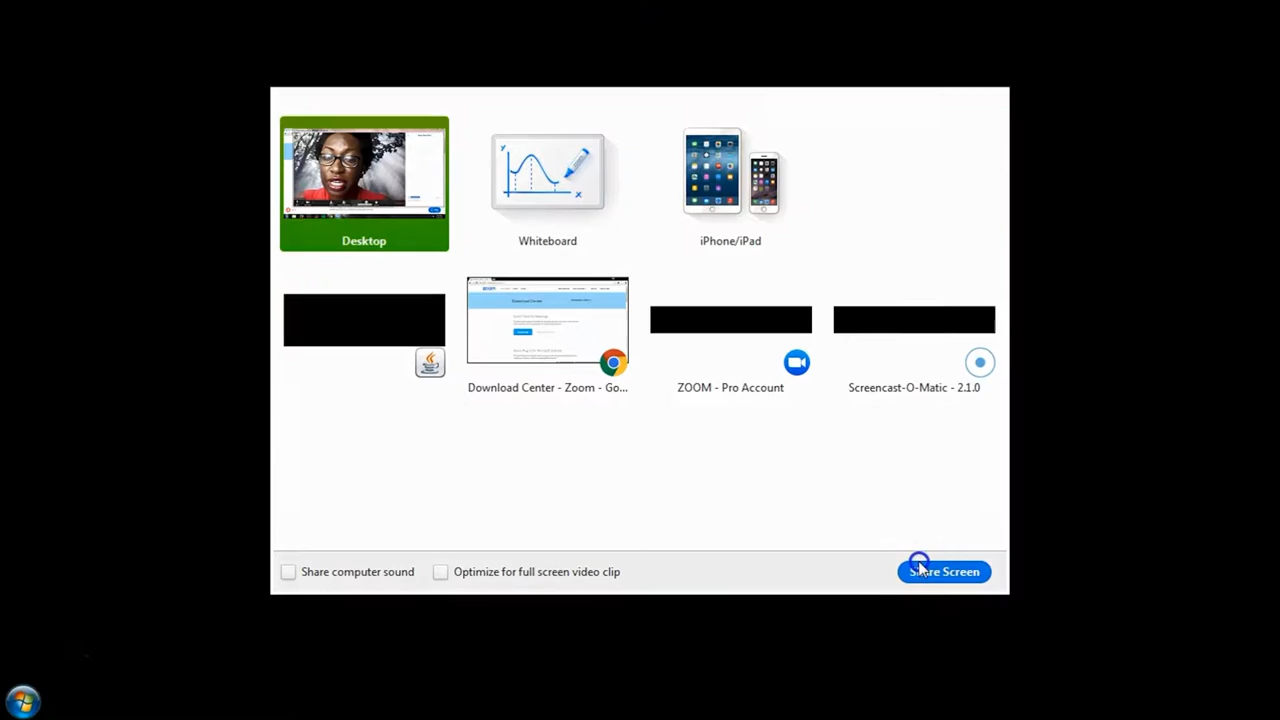 Desktop
Whiteboard
iPhone/iPad
Download Center - Zoom - Go...
ZOOM - Pro Account
Screencast-O-Matic - 2.1.0
Share computer sound
Optimize for full screen video clip
Share Screen